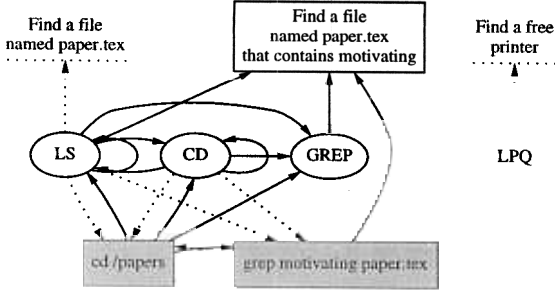 Find a file
named paper.tex
Find a file
named paper.tex
that contains motivating
Find a free
printer
LS
CD
GREP
LPQ
cd /papers
grep motivating paper.tex